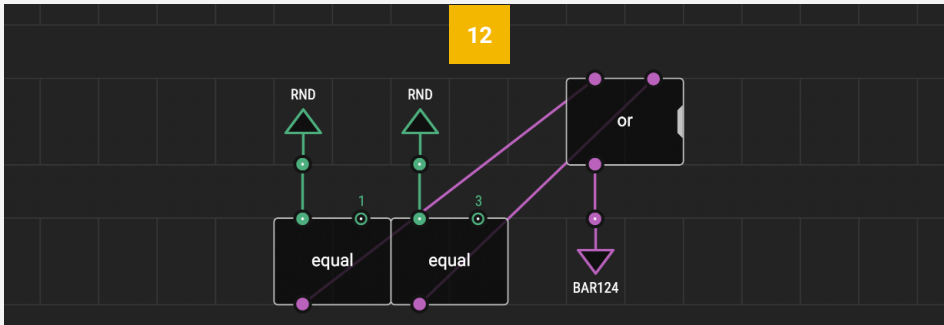 12
RND
RND
or
1
3
equal
equal
BAR124